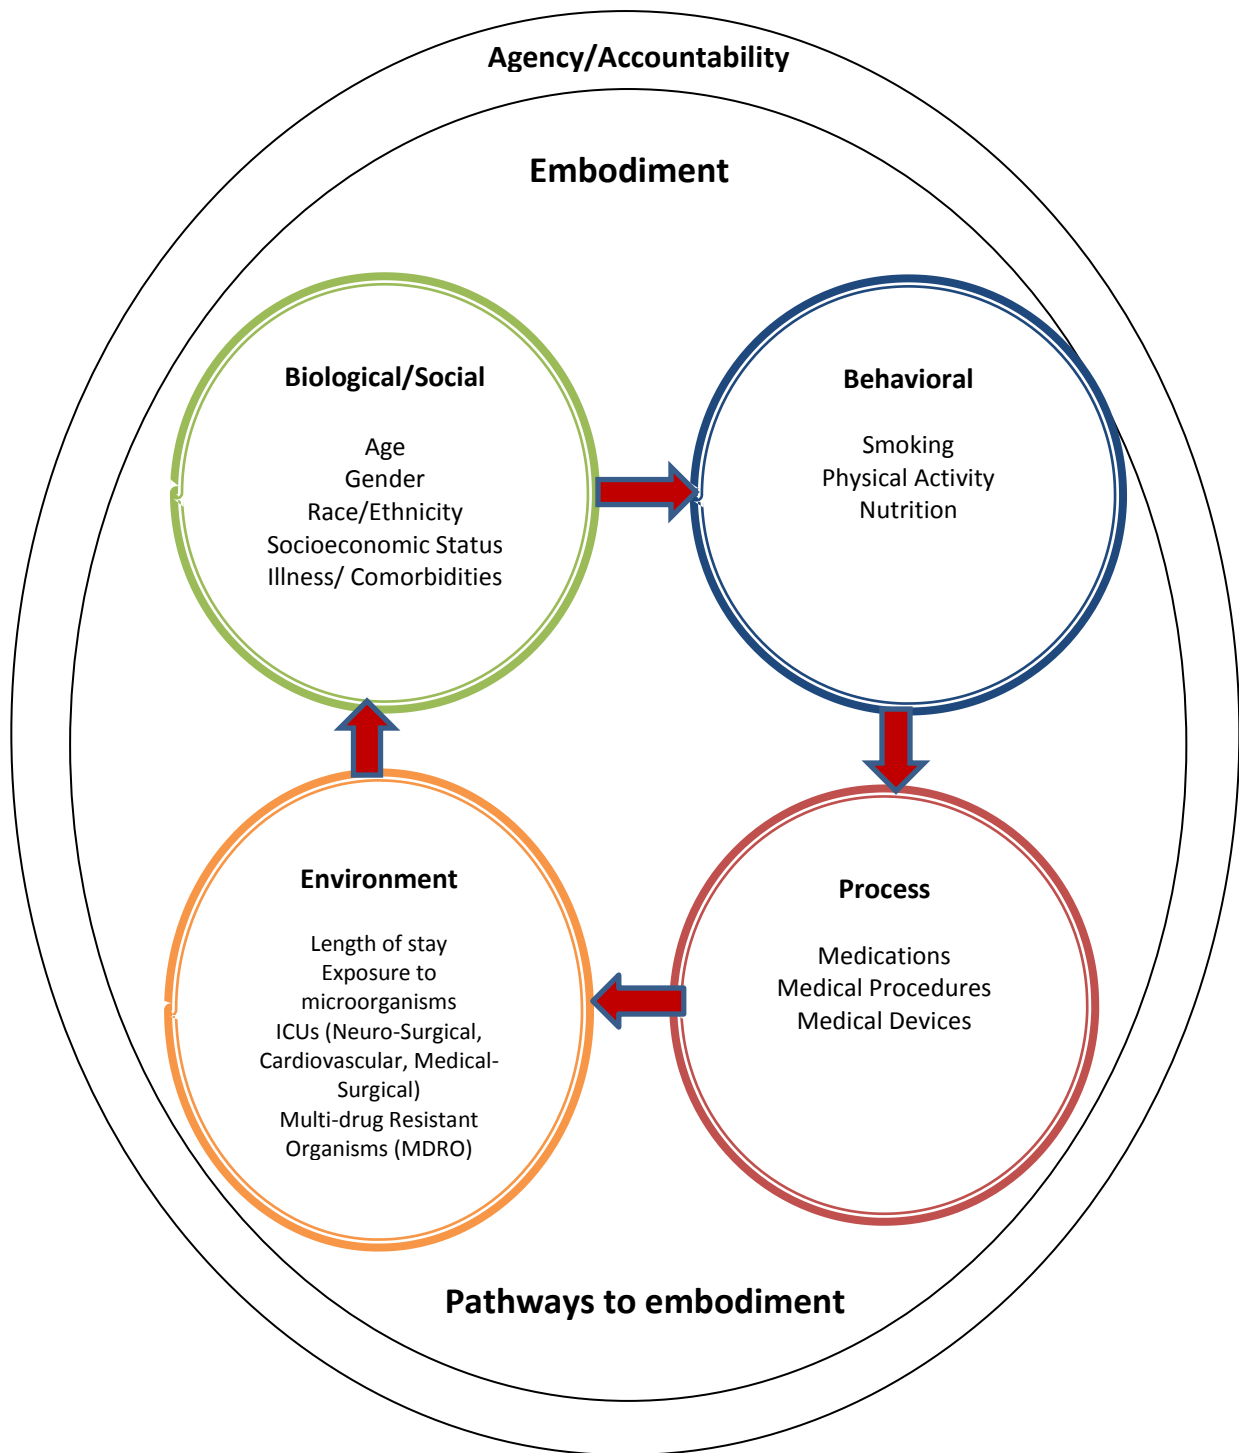 Agency/Accountability
Embodiment
Biological/Social
Age
Gender
Race/Ethnicity
Socioeconomic Status
Illness/ Comorbidities
Behavioral
Smoking
Physical Activity
Nutrition
Environment
Length of stay
Exposure to
microorganisms
ICUs (Neuro-Surgical,
Cardiovascular, Medical-
Surgical)
Multi-drug Resistant
Organisms (MDRO)
Process
Medications
Medical Procedures
Medical Devices
Pathways to embodiment